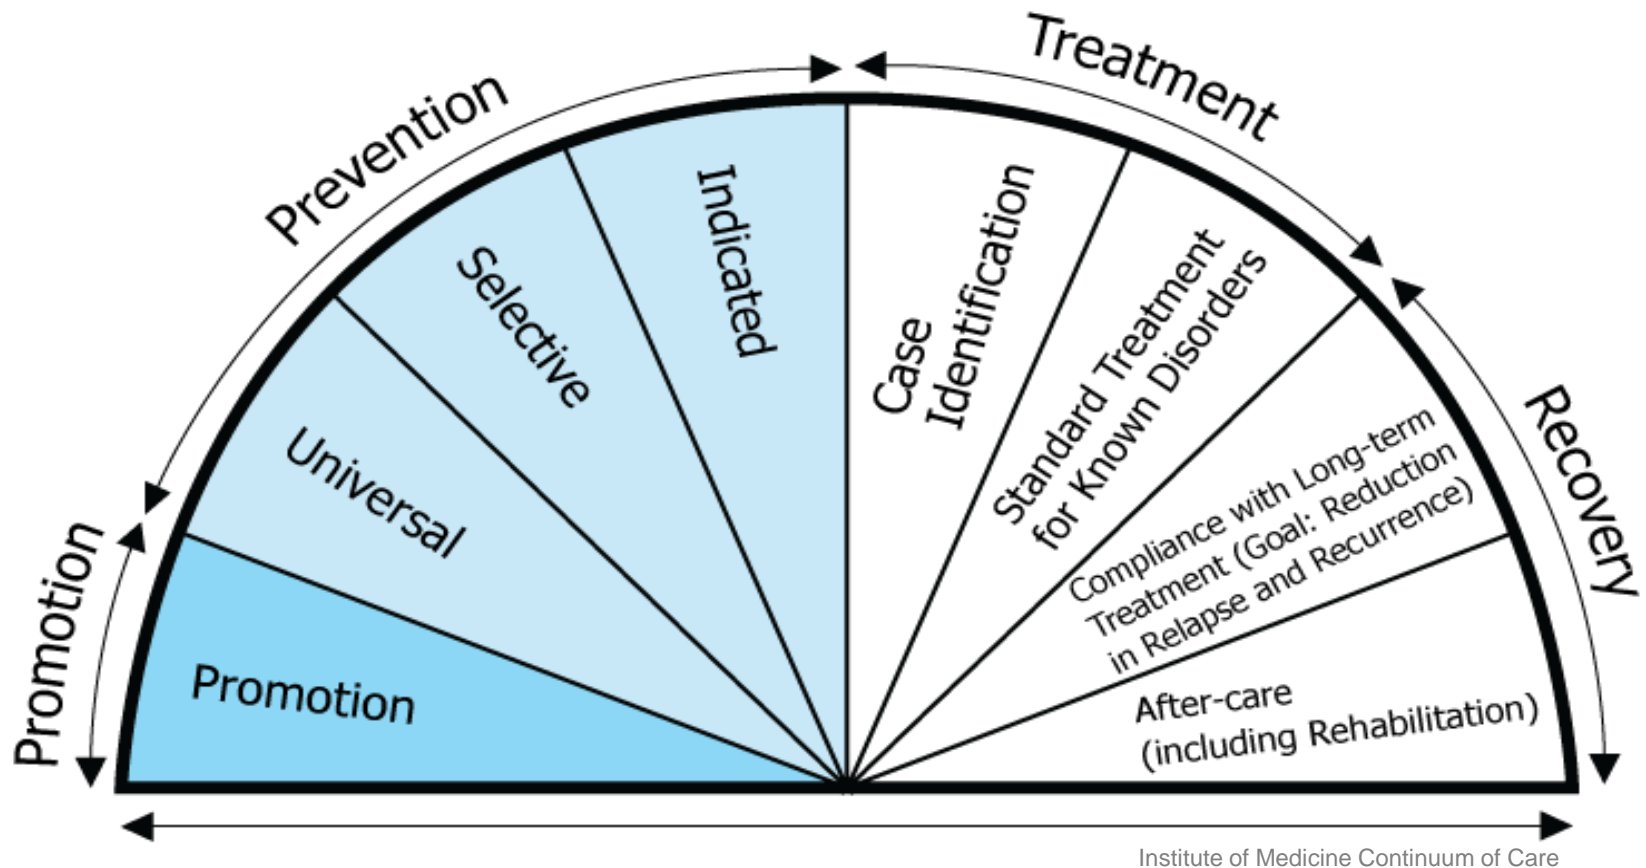 Promotion
Prevention
Treatment
Recovery
Promotion
Universal
Selective
Indicated
Case
Identification
Standard Treatment
for Known Disorders
Compliance with Long-term
Treatment (Goal: Reduction
in Relapse and Recurrence)
After-care
(including Rehabilitation)
Institute of Medicine Continuum of Care